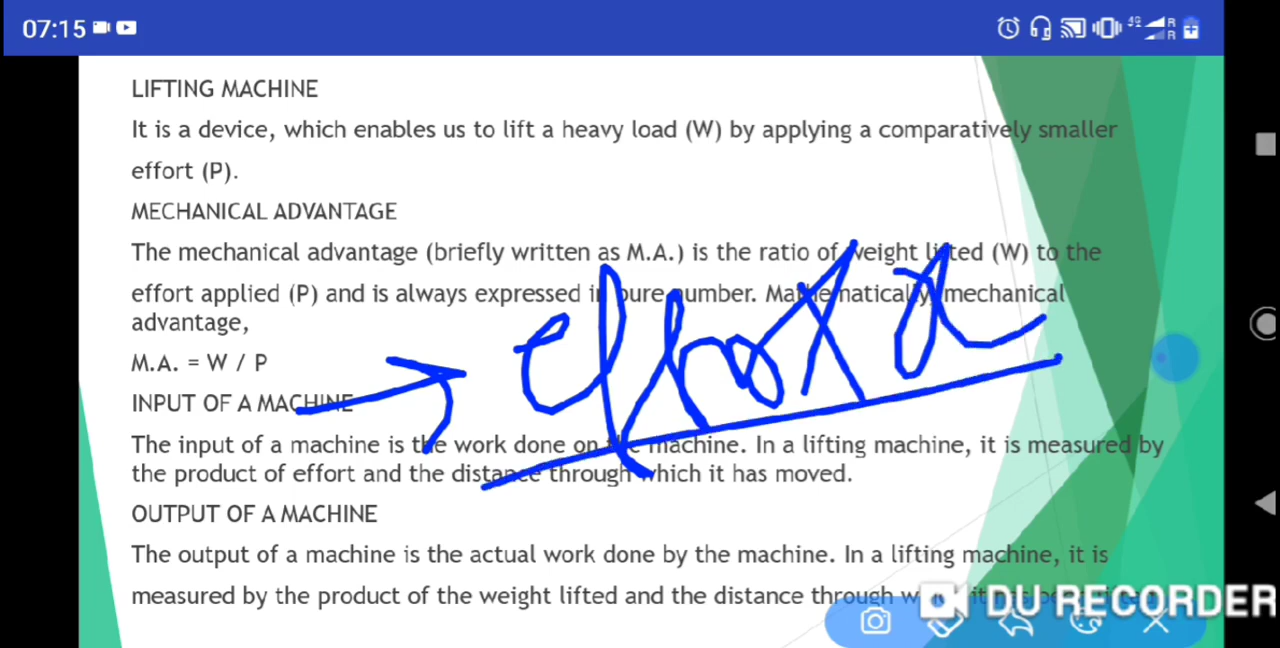 07:15
4G R
R
LIFTING MACHINE
It is a device, which enables us to lift a heavy load (W) by applying a comparatively smaller
effort (P).
MECHANICAL ADVANTAGE
The mechanical advantage (briefly written as M.A.) is the ratio of weight lifted (W) to the
effort applied (P) and is always expressed in pure number. Mathematically, mechanical
advantage,
M.A. = W / P
effort x d
INPUT OF A MACHINE
The input of a machine is the work done on the machine. In a lifting machine, it is measured by
the product of effort and the distance through which it has moved.
OUTPUT OF A MACHINE
The output of a machine is the actual work done by the machine. In a lifting machine, it is
measured by the product of the weight lifted and the distance through
DU RECORDER